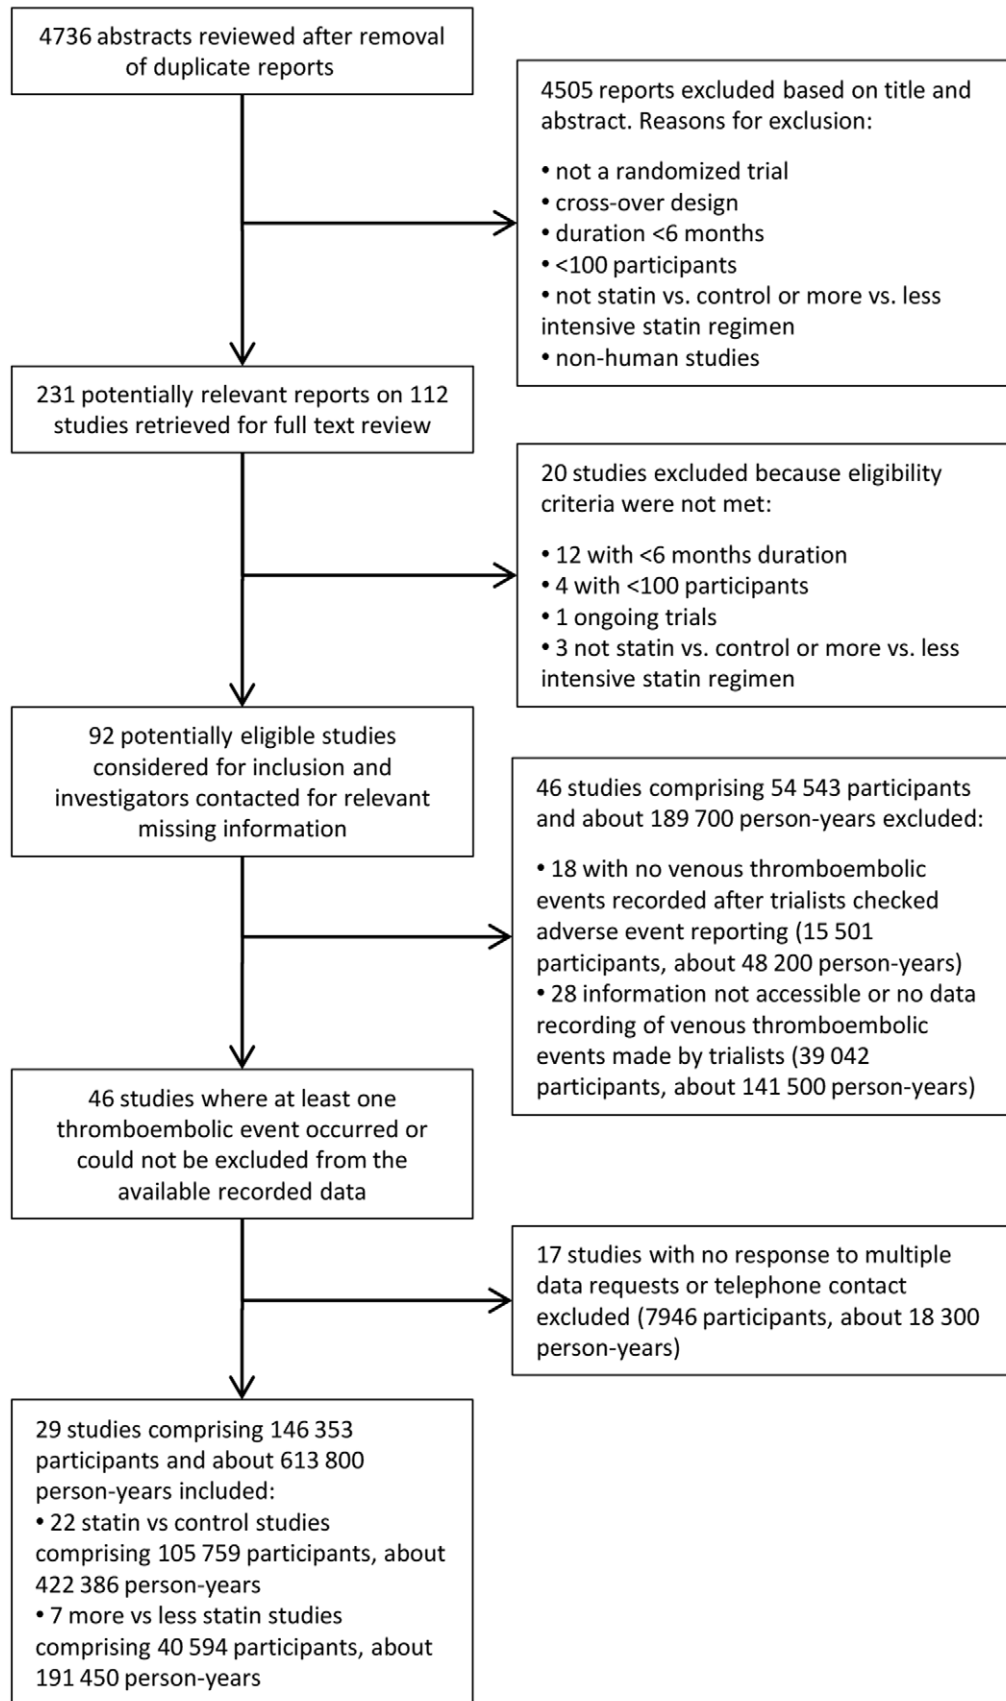 4736 abstracts reviewed after removal
of duplicate reports
4505 reports excluded based on title and
abstract. Reasons for exclusion:
• not a randomized trial
• cross-over design
• duration <6 months
• <100 participants
• not statin vs. control or more vs. less
intensive statin regimen
• non-human studies
231 potentially relevant reports on 112
studies retrieved for full text review
20 studies excluded because eligibility
criteria were not met:
• 12 with <6 months duration
• 4 with <100 participants
• 1 ongoing trials
• 3 not statin vs. control or more vs. less
intensive statin regimen
92 potentially eligible studies
considered for inclusion and
investigators contacted for relevant
missing information
46 studies comprising 54 543 participants
and about 189 700 person-years excluded:
• 18 with no venous thromboembolic
events recorded after trialists checked
adverse event reporting (15 501
participants, about 48 200 person-years)
• 28 information not accessible or no data
recording of venous thromboembolic
events made by trialists (39 042
participants, about 141 500 person-years)
46 studies where at least one
thromboembolic event occurred or
could not be excluded from the
available recorded data
17 studies with no response to multiple
data requests or telephone contact
excluded (7946 participants, about 18 300
person-years)
29 studies comprising 146 353
participants and about 613 800
person-years included:
• 22 statin vs control studies
comprising 105 759 participants, about
422 386 person-years
• 7 more vs less statin studies
comprising 40 594 participants, about
191 450 person-years